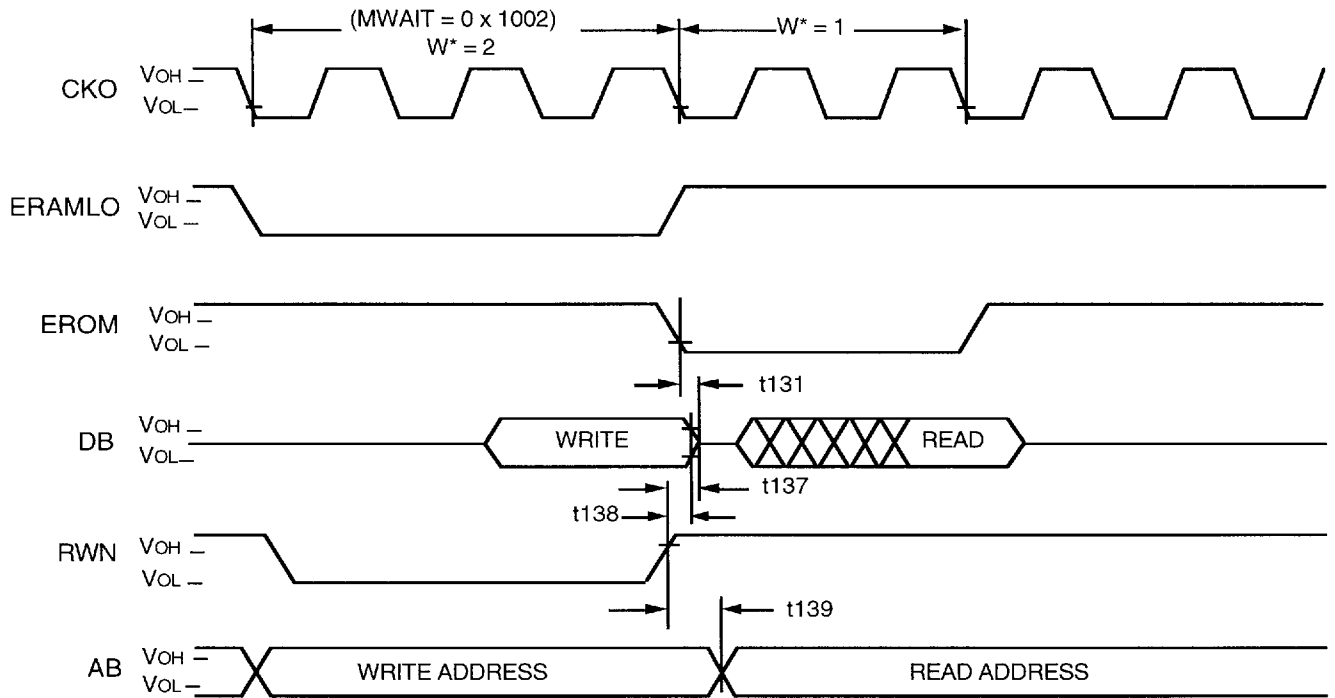 (MWAIT = 0 x 1002)
W* = 2
W* = 1
CKO
VOH
VOL
ERAMLO
VOH
VOL
EROM
VOH
VOL
t131
DB
VOH
VOL
WRITE
READ
t137
t138
RWN
VOH
VOL
t139
AB
VOH
VOL
WRITE ADDRESS
READ ADDRESS